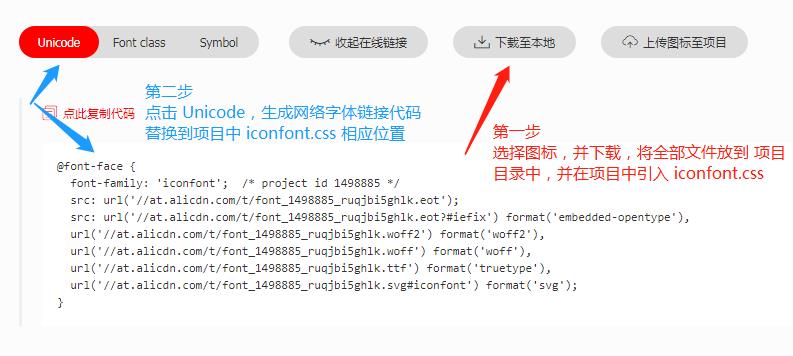 Unicode Font class Symbol 收起在线链接 下载至本地 上传图标至项目
第二步
点此复制代码 点击 Unicode，生成网络字体链接代码
替换到项目中 iconfont.css 相应位置
第一步
选择图标，并下载，将全部文件放到 项目
目录中，并在项目中引入 iconfont.css
@font-face {
font-family: 'iconfont';  /* project id 1498885 */
src: url('//at.alicdn.com/t/font_1498885_ruqjbi5ghlk.eot');
src: url('//at.alicdn.com/t/font_1498885_ruqjbi5ghlk.eot?#iefix') format('embedded-opentype'),
url('//at.alicdn.com/t/font_1498885_ruqjbi5ghlk.woff2') format('woff2'),
url('//at.alicdn.com/t/font_1498885_ruqjbi5ghlk.woff') format('woff'),
url('//at.alicdn.com/t/font_1498885_ruqjbi5ghlk.ttf') format('truetype'),
url('//at.alicdn.com/t/font_1498885_ruqjbi5ghlk.svg#iconfont') format('svg');
}